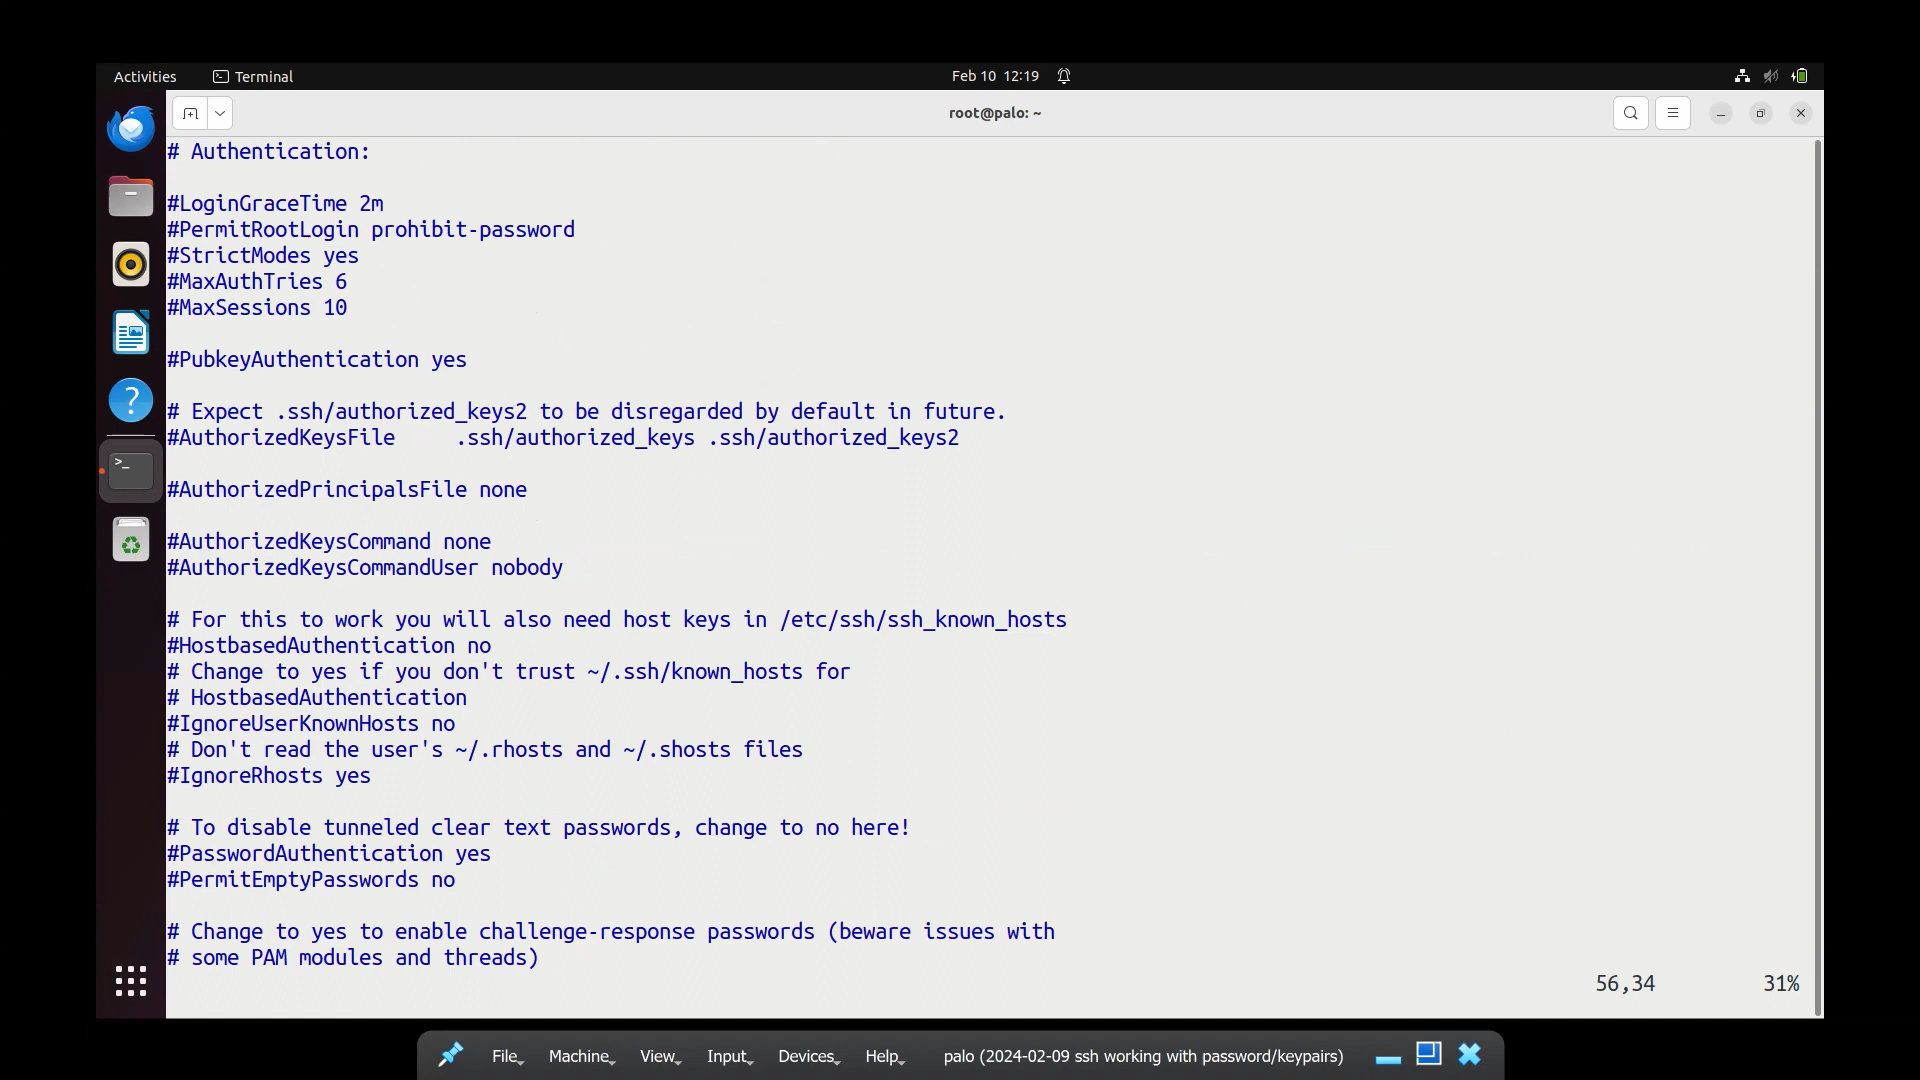 Activities Terminal Feb 10 12:19
root@palo: ~
# Authentication:
#LoginGraceTime 2m
#PermitRootLogin prohibit-password
#StrictModes yes
#MaxAuthTries 6
#MaxSessions 10
#PubkeyAuthentication yes
# Expect .ssh/authorized_keys2 to be disregarded by default in future.
#AuthorizedKeysFile     .ssh/authorized_keys .ssh/authorized_keys2
#AuthorizedPrincipalsFile none
#AuthorizedKeysCommand none
#AuthorizedKeysCommandUser nobody
# For this to work you will also need host keys in /etc/ssh/ssh_known_hosts
#HostbasedAuthentication no
# Change to yes if you don't trust ~/.ssh/known_hosts for
# HostbasedAuthentication
#IgnoreUserKnownHosts no
# Don't read the user's ~/.rhosts and ~/.shosts files
#IgnoreRhosts yes
# To disable tunneled clear text passwords, change to no here!
#PasswordAuthentication yes
#PermitEmptyPasswords no
# Change to yes to enable challenge-response passwords (beware issues with
# some PAM modules and threads)
56,34 31%
File Machine View Input Devices Help palo (2024-02-09 ssh working with password/keypairs)